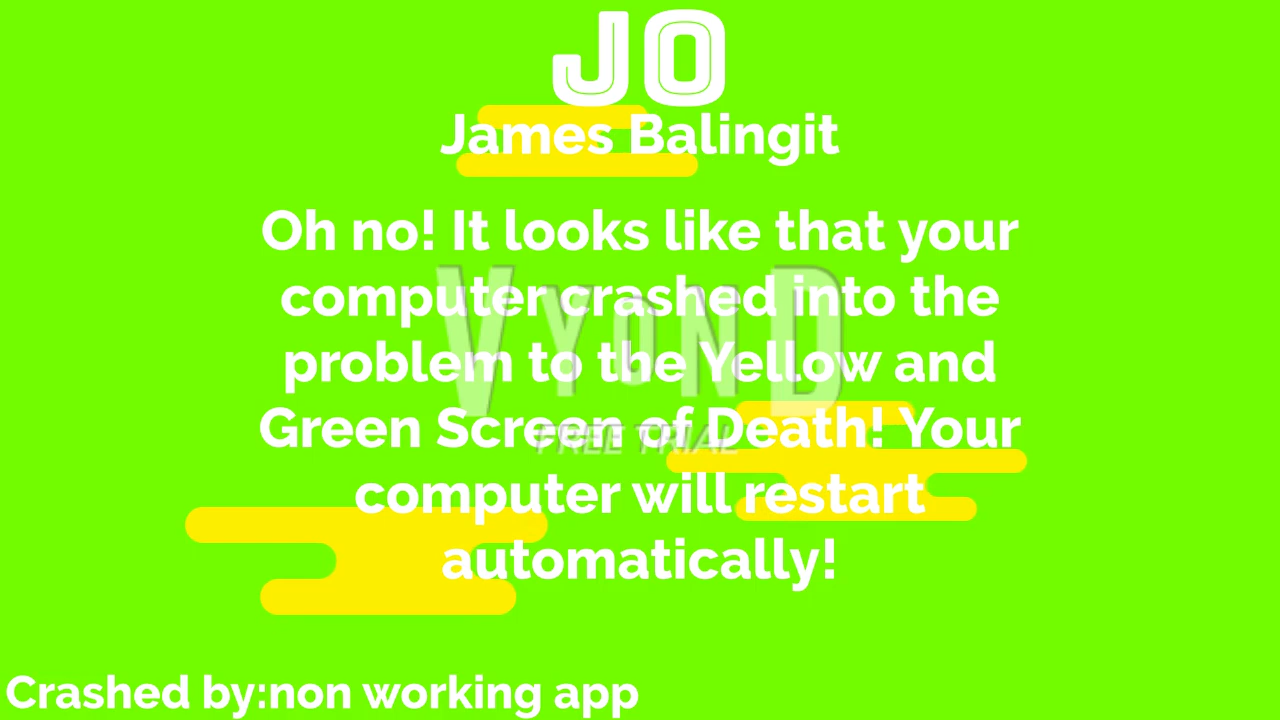 JO
James Balingit
Oh no! It looks like that your
computer crashed into the
problem to the Yellow and
Green Screen of Death! Your
computer will restart
automatically!
VYOND
FREE TRIAL
Crashed by:non working app